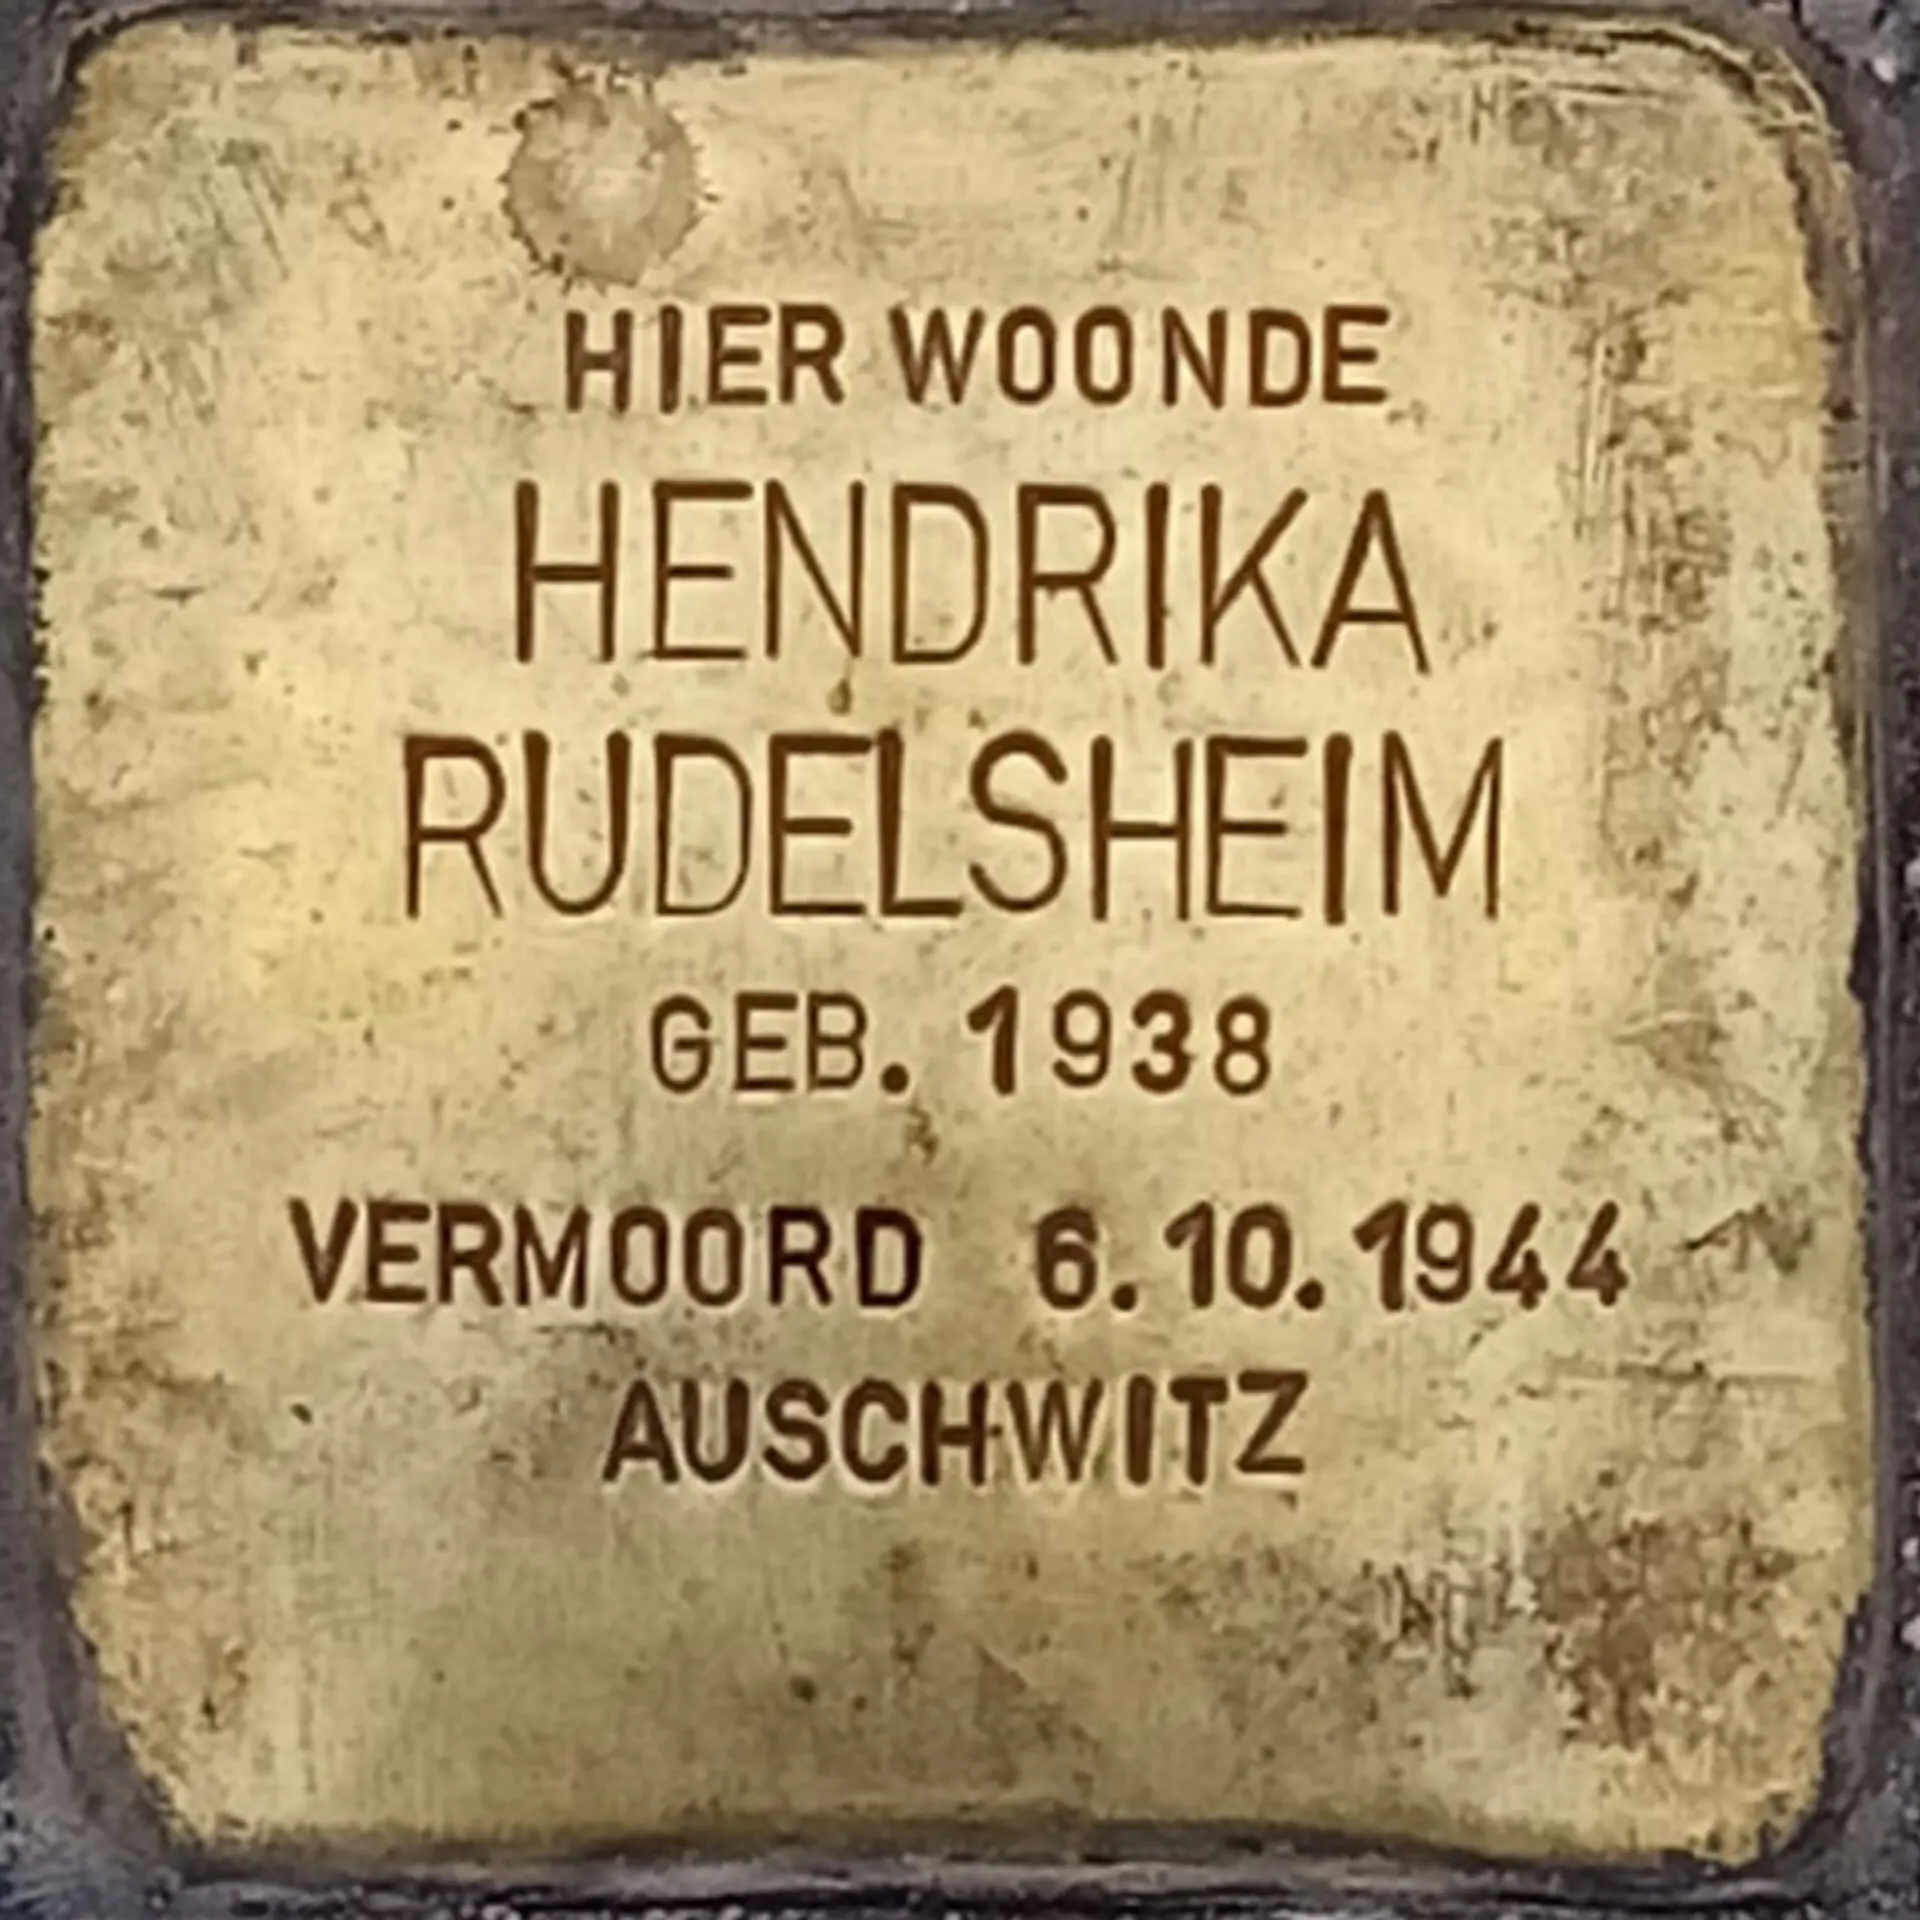 HIER WOONDE
HENDRIKA
RUDELSHEIM
GEB. 1938
VERMOORD 6.10.1944
AUSCHWITZ